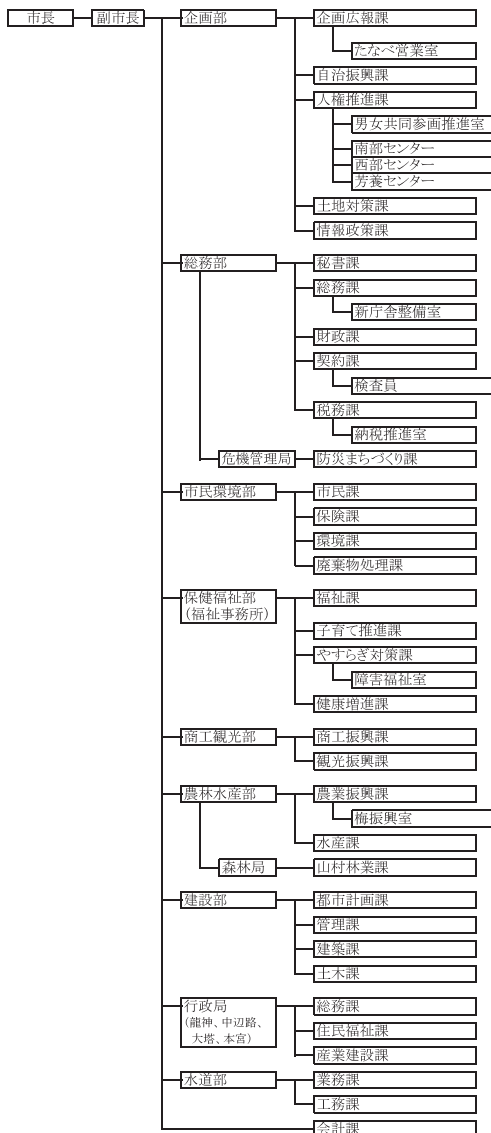 市長
副市長
企画部
企画広報課
たなべ営業室
自治振興課
人権推進課
男女共同参画推進室
南部センター
西部センター
芳養センター
土地対策課
情報政策課
総務部
秘書課
総務課
新庁舎整備室
財政課
契約課
検査員
税務課
納税推進室
危機管理局
防災まちづくり課
市民環境部
市民課
保険課
環境課
廃棄物処理課
保健福祉部
（福祉事務所）
福祉課
子育て推進課
やすらぎ対策課
障害福祉室
健康増進課
商工観光部
商工振興課
観光振興課
農林水産部
農業振興課
梅振興室
水産課
森林局
山村林業課
建設部
都市計画課
管理課
建築課
土木課
行政局
（龍神、中辺路、
大塔、本宮）
総務課
住民福祉課
産業建設課
水道部
業務課
工務課
会計課